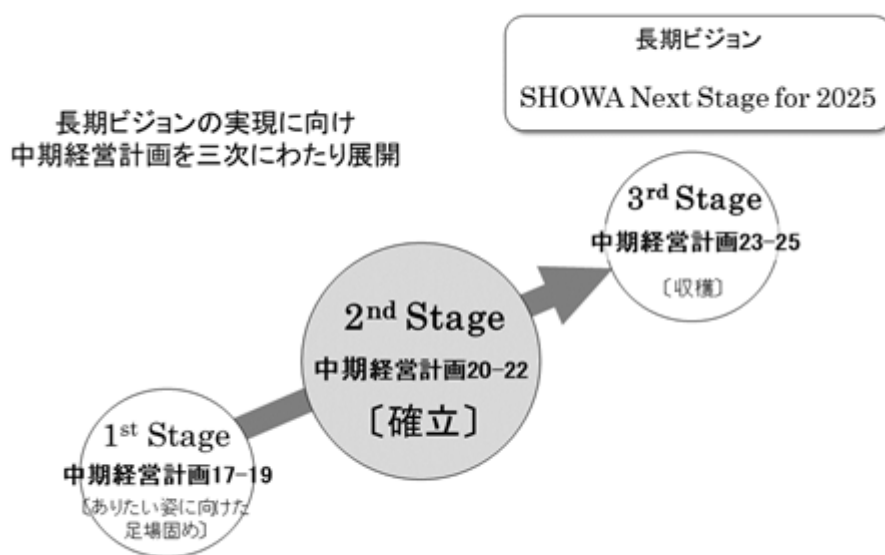 長期ビジョン
SHOWA Next Stage for 2025
長期ビジョンの実現に向け
中期経営計画を三次にわたり展開
3rd Stage
中期経営計画23-25
〔収穫〕
2nd Stage
中期経営計画20-22
〔確立〕
1st Stage
中期経営計画17-19
〔ありたい姿に向けた
足場固め〕